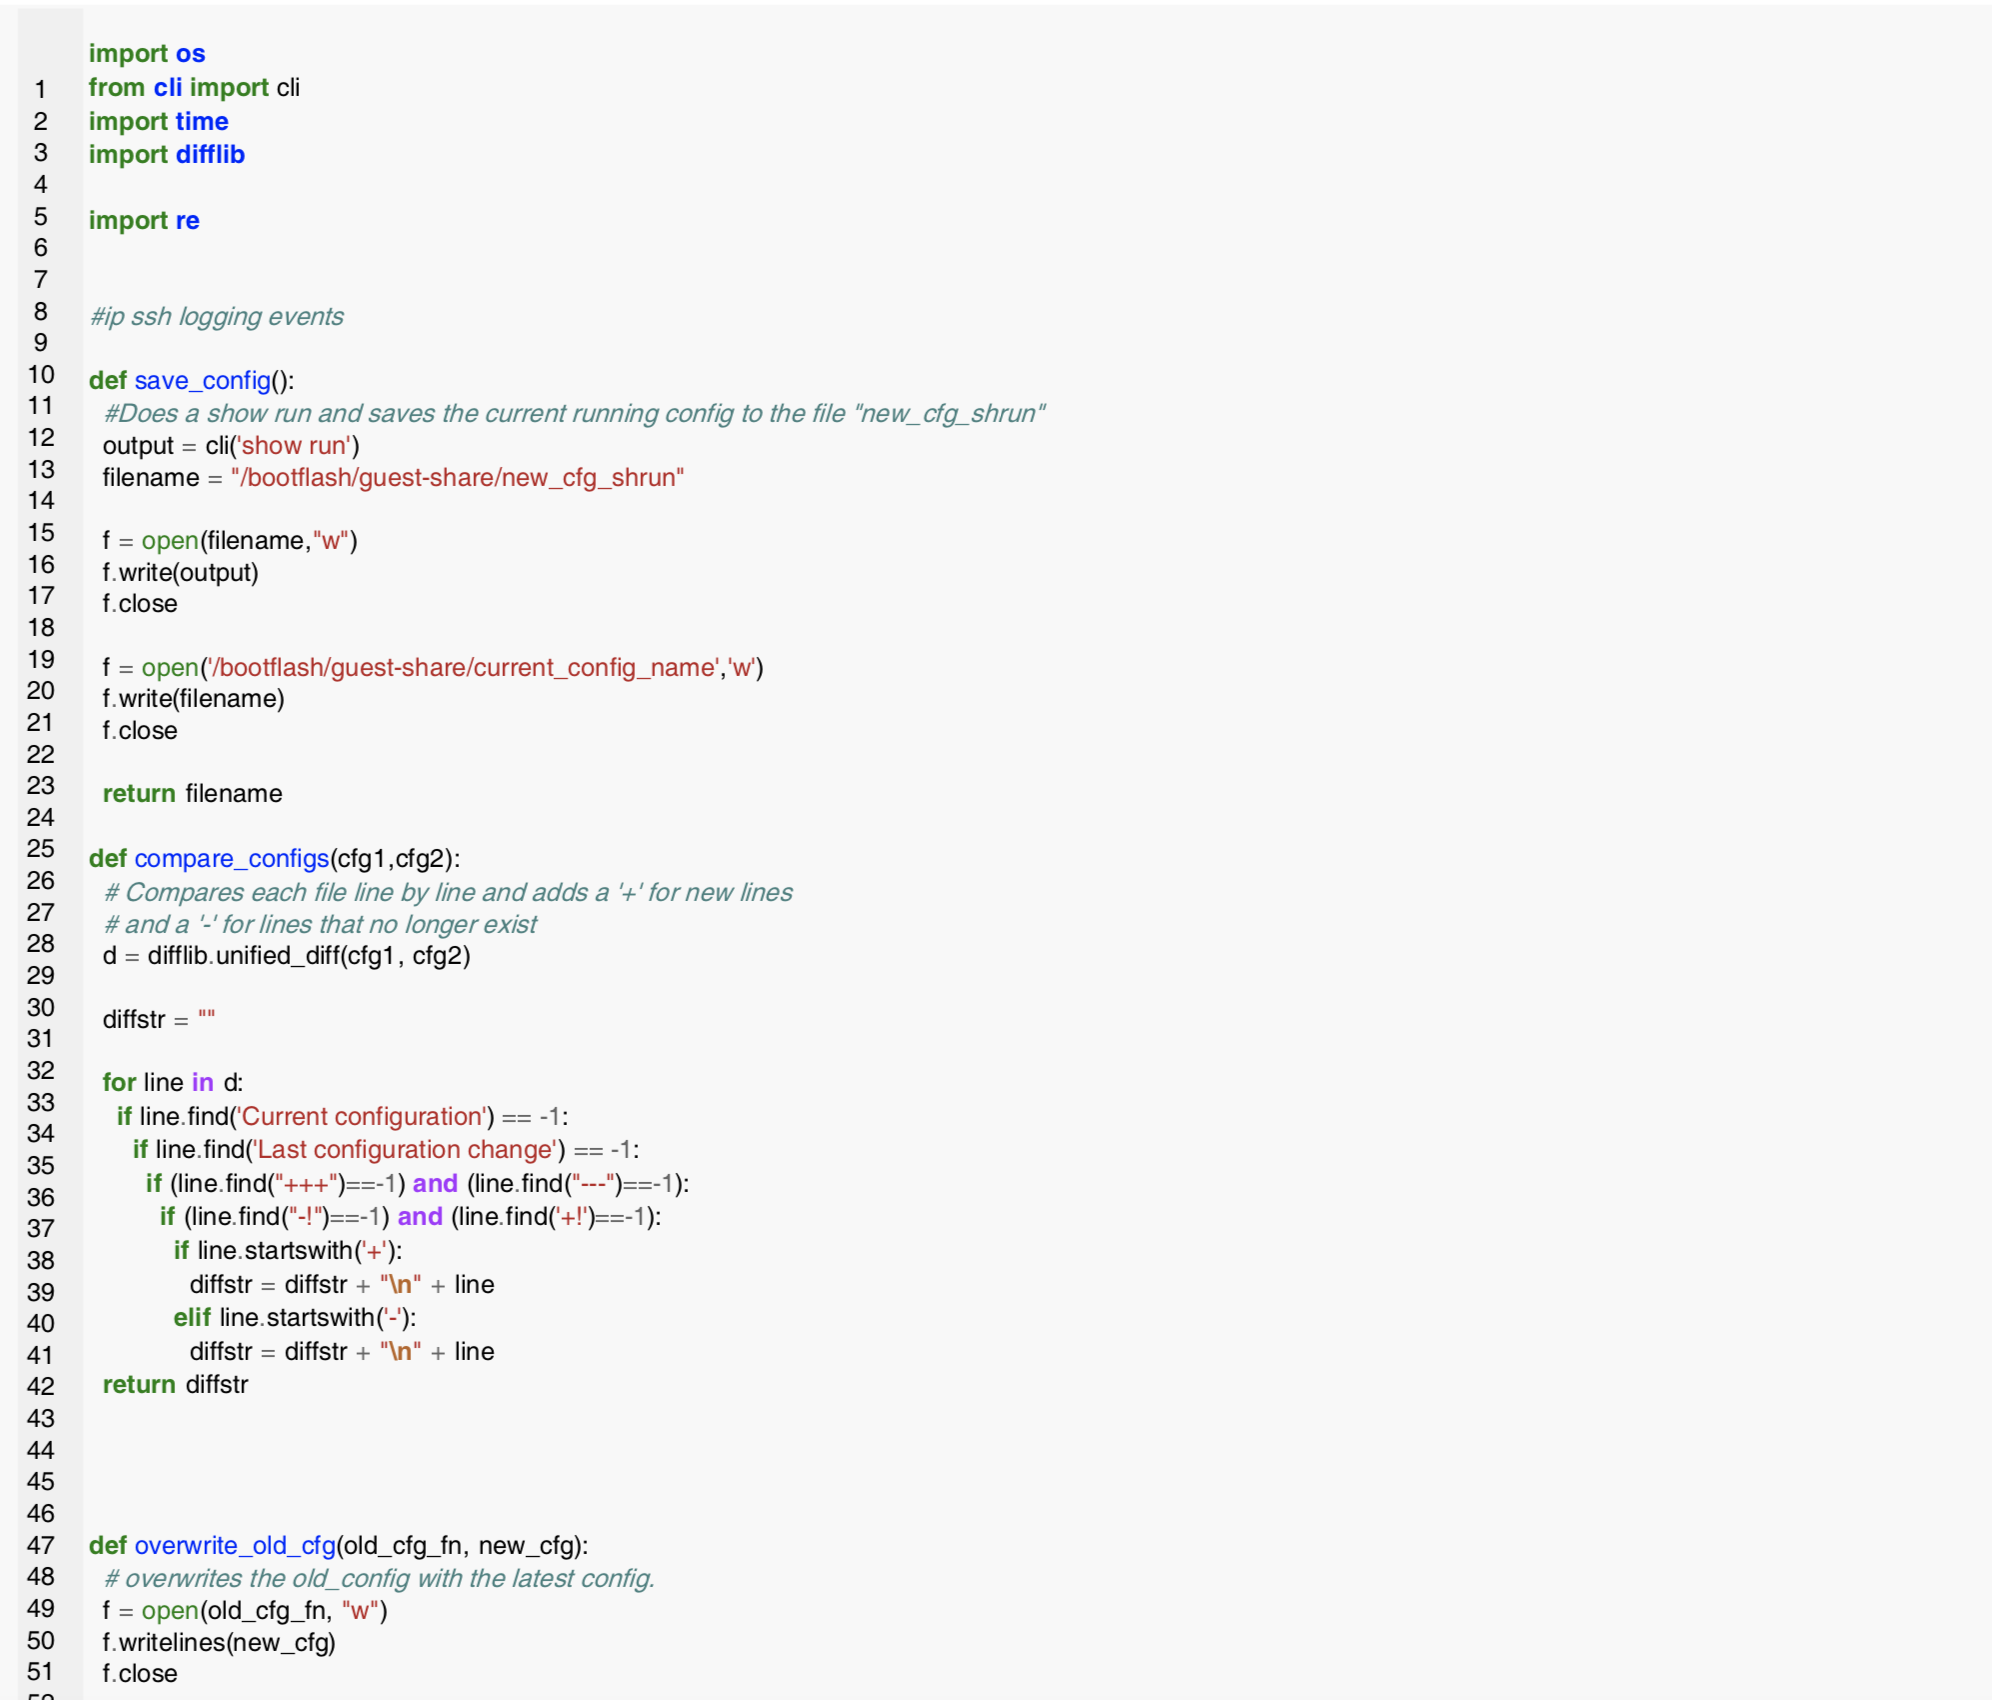 import os
1 from cli import cli
2 import time
3 import difflib
4
5 import re
6
7
8 #ip ssh logging events
9
10 def save_config():
11 #Does a show run and saves the current running config to the file "new_cfg_shrun"
12 output = cli('show run')
13 filename = "/bootflash/guest-share/new_cfg_shrun"
14
15 f = open(filename,"w")
16 f.write(output)
17 f.close
18
19 f = open('/bootflash/guest-share/current_config_name','w')
20 f.write(filename)
21 f.close
22
23 return filename
24
25 def compare_configs(cfg1,cfg2):
26 # Compares each file line by line and adds a '+' for new lines
27 # and a '-' for lines that no longer exist
28 d = difflib.unified_diff(cfg1, cfg2)
29
30 diffstr = ""
31
32 for line in d:
33 if line.find('Current configuration') == -1:
34 if line.find('Last configuration change') == -1:
35 if (line.find("+++")==-1) and (line.find("---")==-1):
36 if (line.find("-!")==-1) and (line.find('+!')==-1):
37 if line.startswith('+'):
38 diffstr = diffstr + "\n" + line
39 elif line.startswith('-'):
40 diffstr = diffstr + "\n" + line
41 return diffstr
42
43
44
45
46
47 def overwrite_old_cfg(old_cfg_fn, new_cfg):
48 # overwrites the old_config with the latest config.
49 f = open(old_cfg_fn, "w")
50 f.writelines(new_cfg)
51 f.close